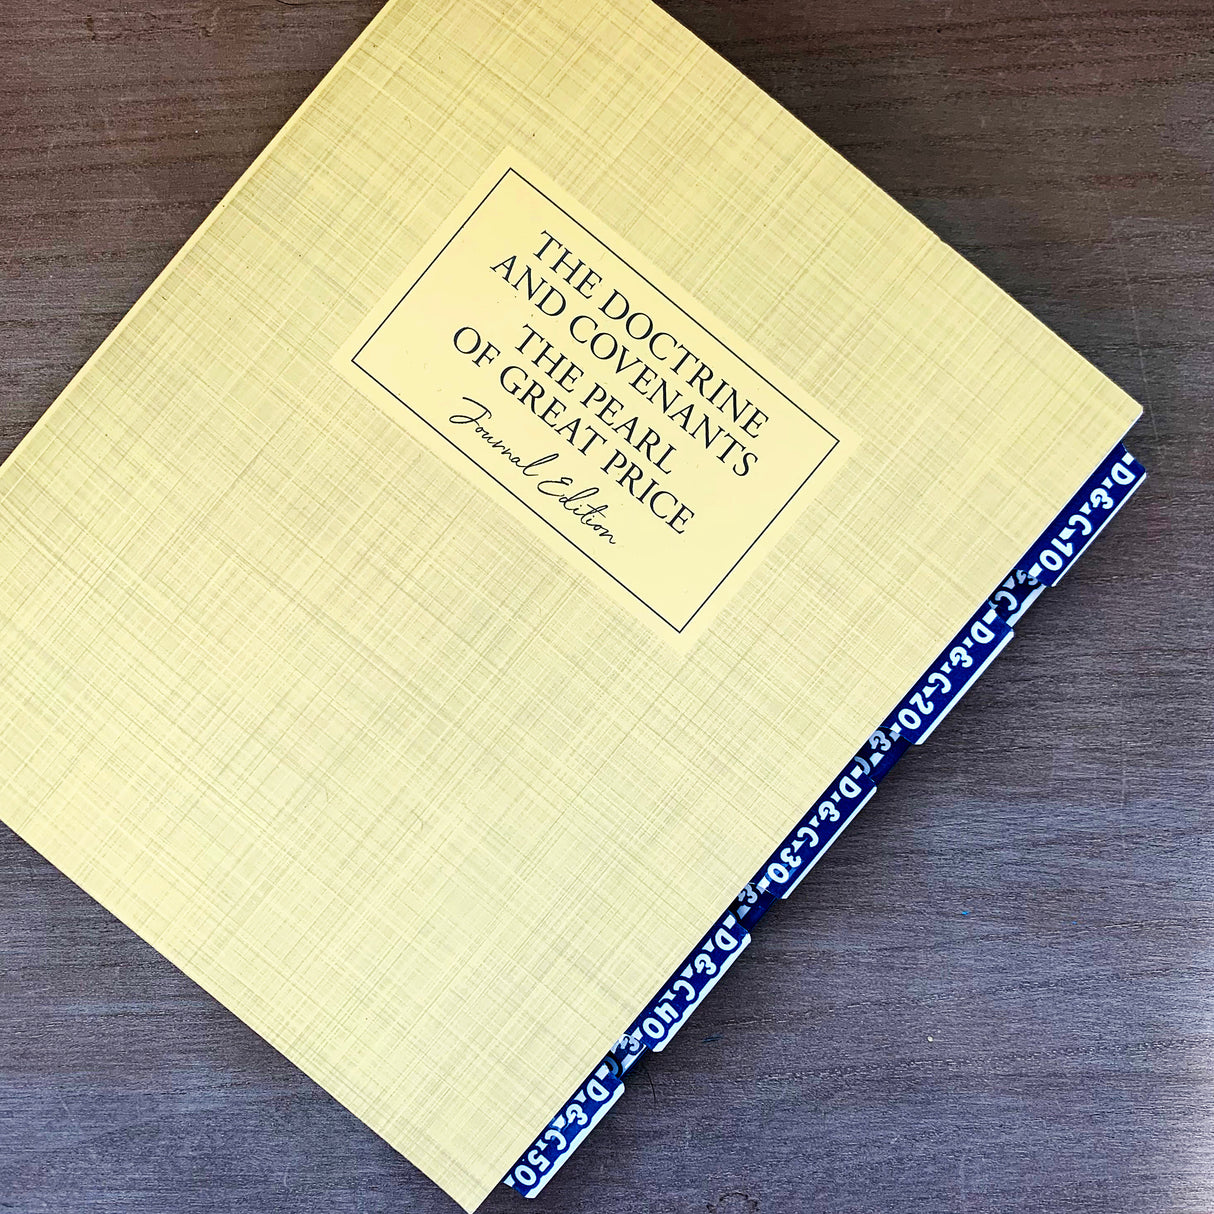 THE DOCTRINE
AND COVENANTS
THE PEARL
OF GREAT PRICE
Journal Edition
D&C 10
D&C 20
D&C 30
D&C 40
D&C 50